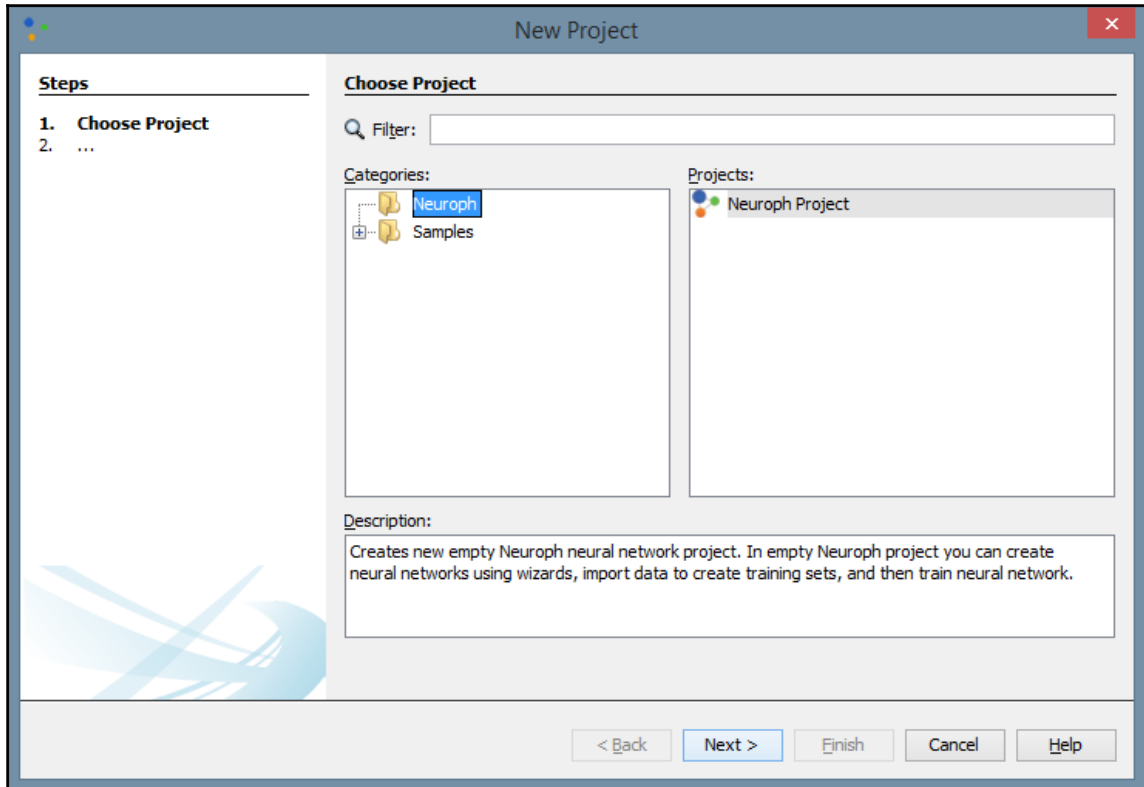 New Project
Steps
1. Choose Project
2. ...
Choose Project
Filter:
Categories:
Neuroph
Samples
Projects:
Neuroph Project
Description:
Creates new empty Neuroph neural network project. In empty Neuroph project you can create
neural networks using wizards, import data to create training sets, and then train neural network.
< Back
Next >
Finish
Cancel
Help